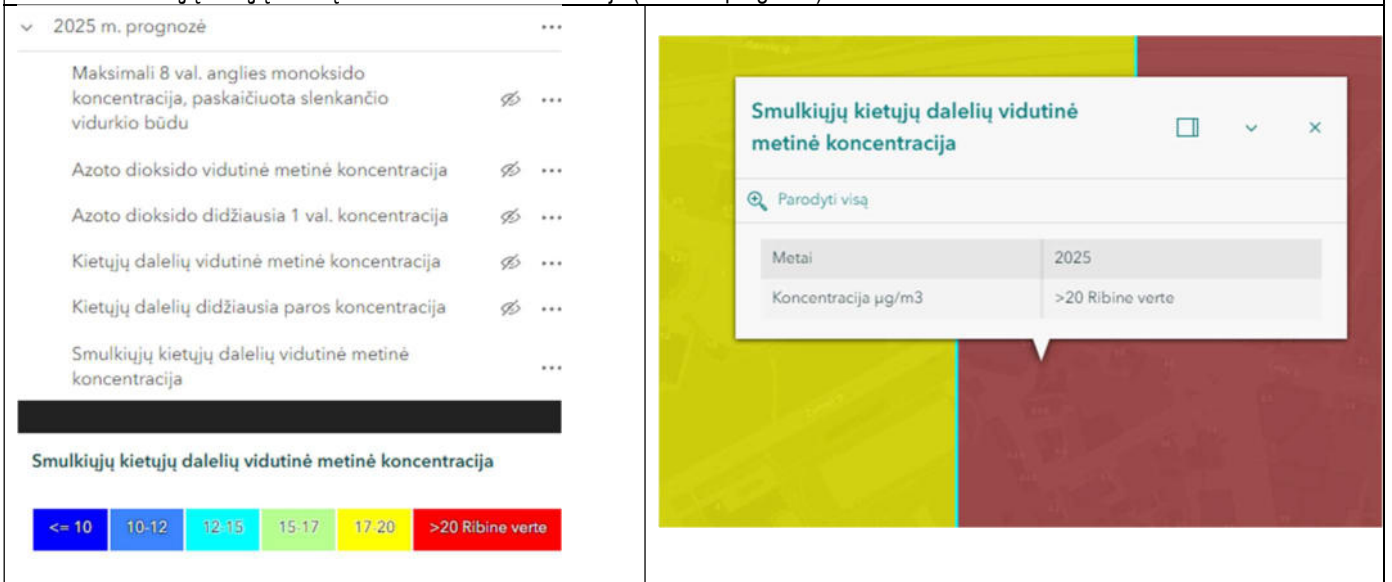 2025 m. prognozė
Maksimali 8 val. anglies monoksido
koncentracija, paskaičiuota slenkančio
vidurkio būdu
Azoto dioksido vidutinė metinė koncentracija
Azoto dioksido didžiausia 1 val. koncentracija
Kietųjų dalelių vidutinė metinė koncentracija
Kietųjų dalelių didžiausia paros koncentracija
Smulkiųjų kietųjų dalelių vidutinė metinė
koncentracija
Smulkiųjų kietųjų dalelių vidutinė metinė koncentracija
<= 10 10-12 12-15 15-17 17-20 >20 Ribine verte
Smulkiųjų kietųjų dalelių vidutinė
metinė koncentracija
Parodyti visą
Metai 2025
Koncentracija µg/m3 >20 Ribine verte